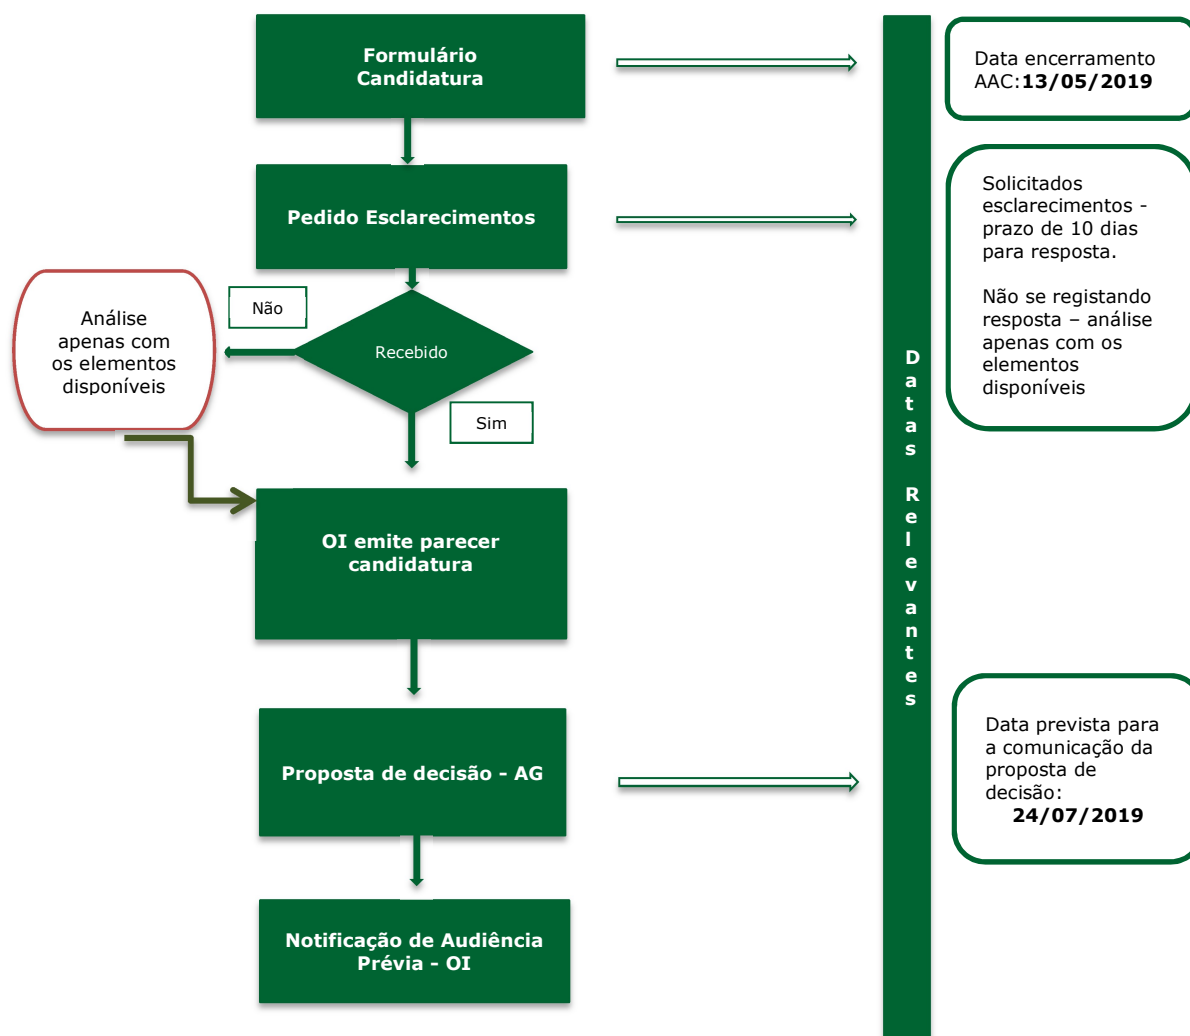 Formulário
Candidatura
Data encerramento
AAC:13/05/2019
Pedido Esclarecimentos
Solicitados
esclarecimentos -
prazo de 10 dias
para resposta.
Não se registando
resposta – análise
apenas com os
elementos
disponíveis
Não
Análise
apenas com
os elementos
disponíveis
Recebido
Sim
Datas Relevantes
OI emite parecer
candidatura
Proposta de decisão - AG
Data prevista para
a comunicação da
proposta de
decisão:
24/07/2019
Notificação de Audiência
Prévia - OI